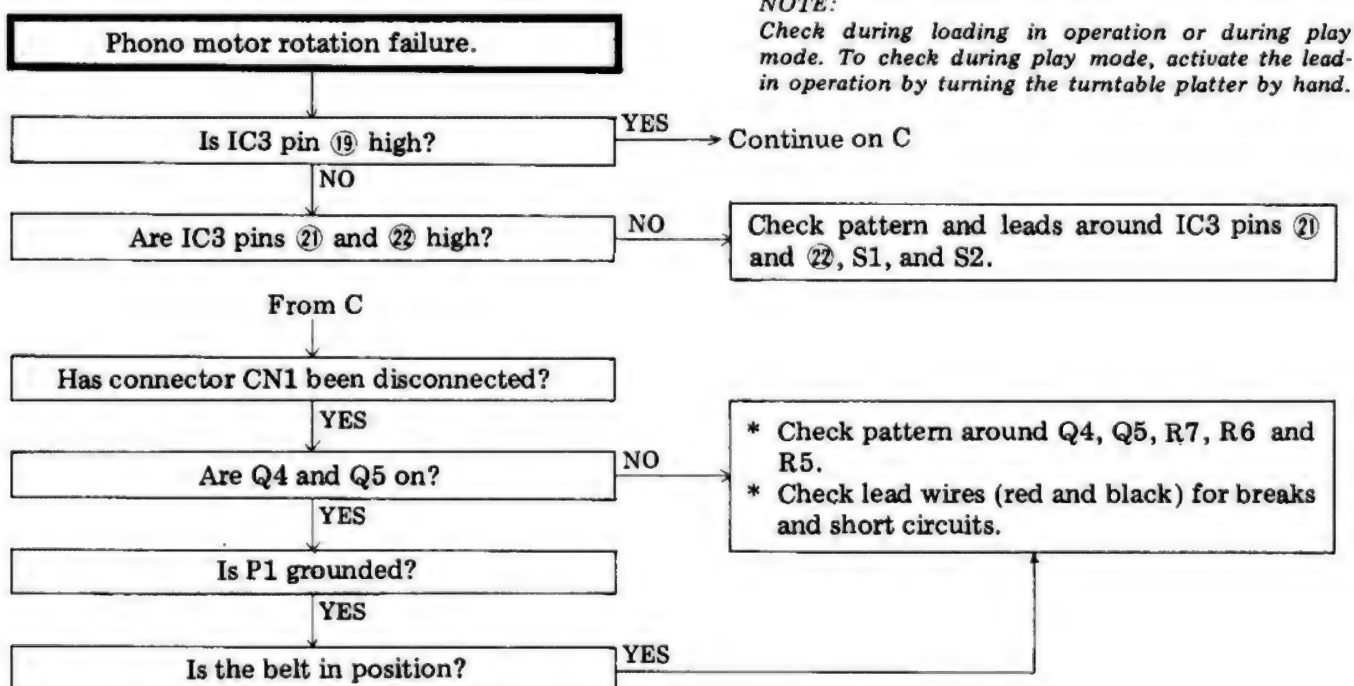 NOTE:
Check during loading in operation or during play
mode. To check during play mode, activate the lead-
in operation by turning the turntable platter by hand.
Phono motor rotation failure.
Is IC3 pin ⑲ high?
YES
Continue on C
NO
Are IC3 pins ㉑ and ㉒ high?
NO
Check pattern and leads around IC3 pins ㉑
and ㉒, S1, and S2.
From C
Has connector CN1 been disconnected?
YES
Are Q4 and Q5 on?
NO
* Check pattern around Q4, Q5, R7, R6 and
R5.
* Check lead wires (red and black) for breaks
and short circuits.
YES
Is P1 grounded?
YES
Is the belt in position?
YES